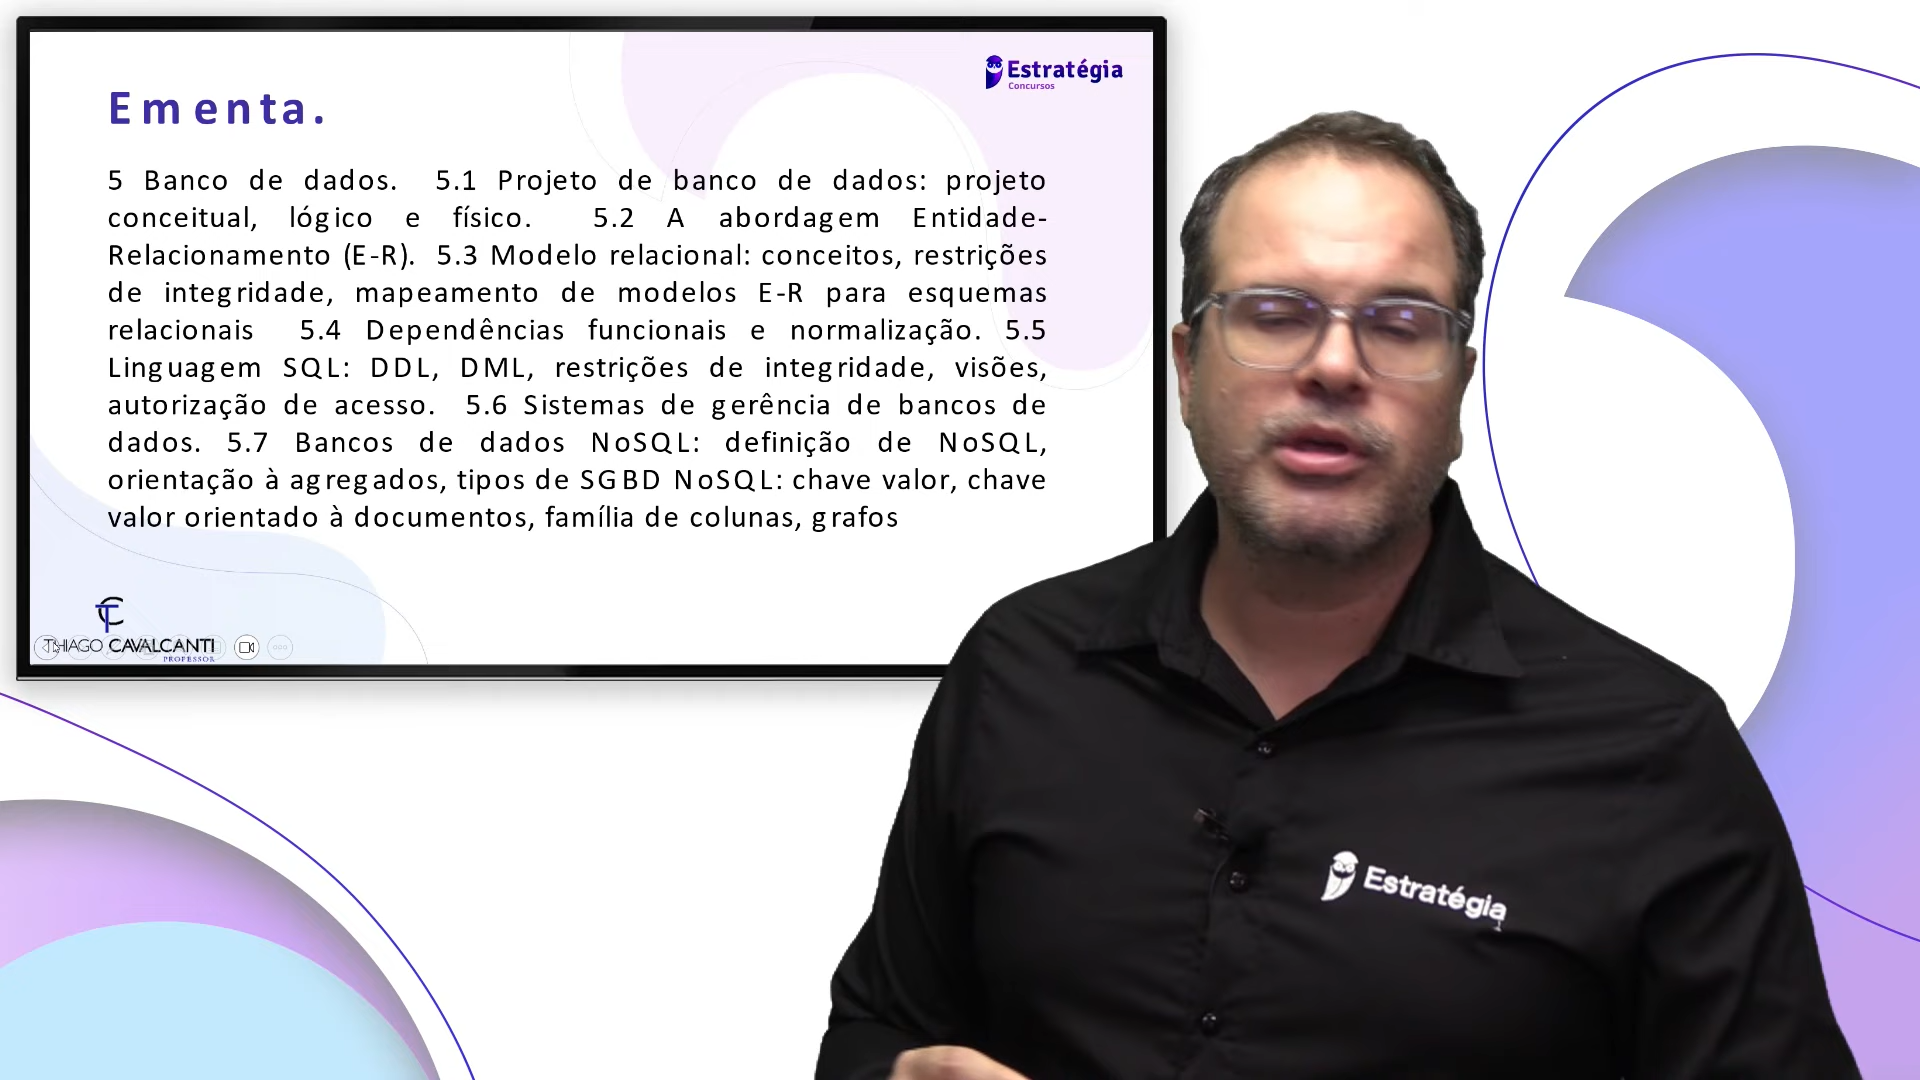 Estratégia
Concursos
Ementa.
5 Banco de dados. 5.1 Projeto de banco de dados: projeto
conceitual, lógico e físico. 5.2 A abordagem Entidade-
Relacionamento (E-R). 5.3 Modelo relacional: conceitos, restrições
de integridade, mapeamento de modelos E-R para esquemas
relacionais 5.4 Dependências funcionais e normalização. 5.5
Linguagem SQL: DDL, DML, restrições de integridade, visões,
autorização de acesso. 5.6 Sistemas de gerência de bancos de
dados. 5.7 Bancos de dados NoSQL: definição de NoSQL,
orientação à agregados, tipos de SGBD NoSQL: chave valor, chave
valor orientado à documentos, família de colunas, grafos
TC
THIAGO CAVALCANTI
PROFESSOR
Estratégia